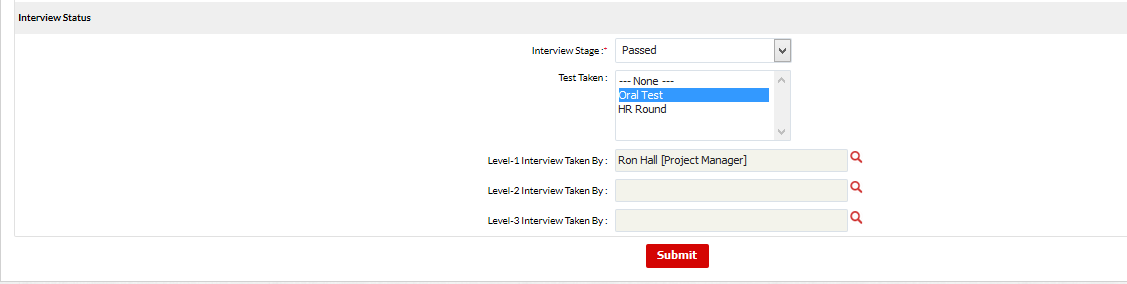 Interview Status
Interview Stage :* Passed
Test Taken : --- None ---
Oral Test
HR Round
Level-1 Interview Taken By : Ron Hall [Project Manager]
Level-2 Interview Taken By :
Level-3 Interview Taken By :
Submit